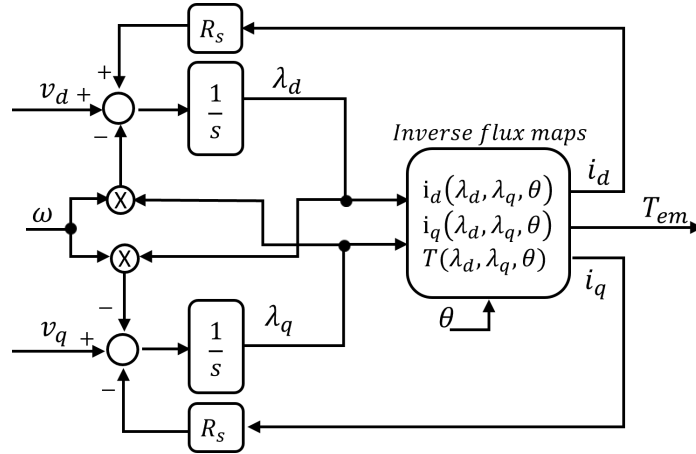 R_s
+
v_d +
−
1/s
λ_d
Inverse flux maps
i_d(λ_d, λ_q, θ)
i_q(λ_d, λ_q, θ)
T(λ_d, λ_q, θ)
i_d
T_em
i_q
θ
X
ω
X
−
v_q +
−
1/s
λ_q
R_s